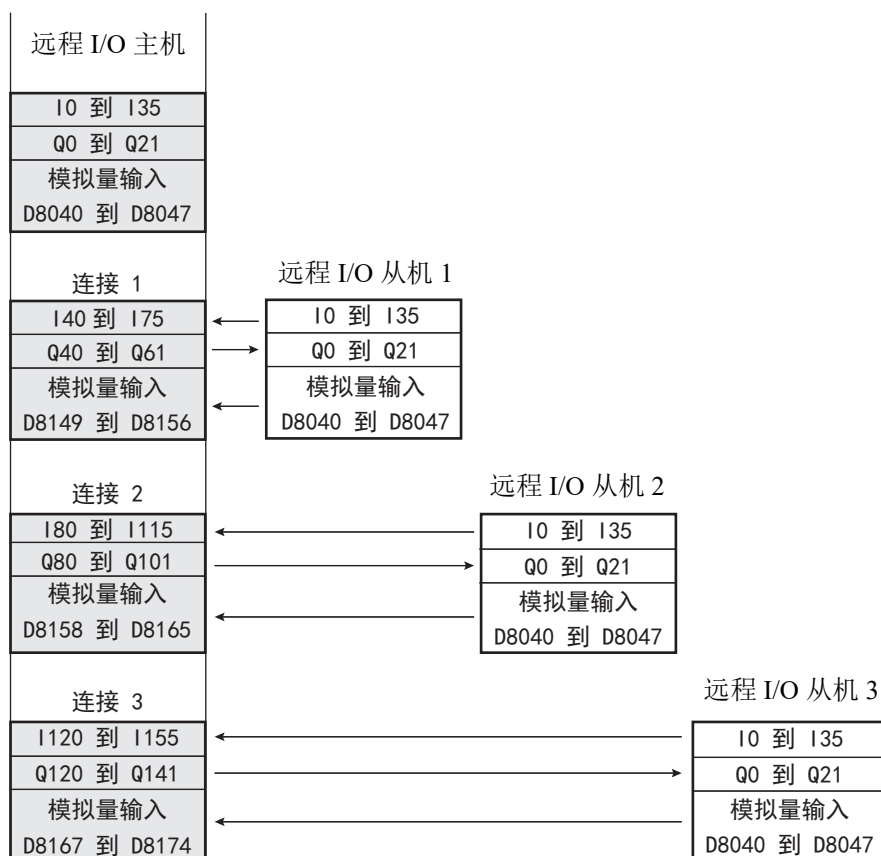 远程 I/O 主机
I0 到 I35
Q0 到 Q21
模拟量输入
D8040 到 D8047
连接 1
远程 I/O 从机 1
I40 到 I75
I0 到 I35
Q40 到 Q61
Q0 到 Q21
模拟量输入
D8149 到 D8156
模拟量输入
D8040 到 D8047
连接 2
远程 I/O 从机 2
I80 到 I115
I0 到 I35
Q80 到 Q101
Q0 到 Q21
模拟量输入
D8158 到 D8165
模拟量输入
D8040 到 D8047
连接 3
远程 I/O 从机 3
I120 到 I155
I0 到 I35
Q120 到 Q141
Q0 到 Q21
模拟量输入
D8167 到 D8174
模拟量输入
D8040 到 D8047